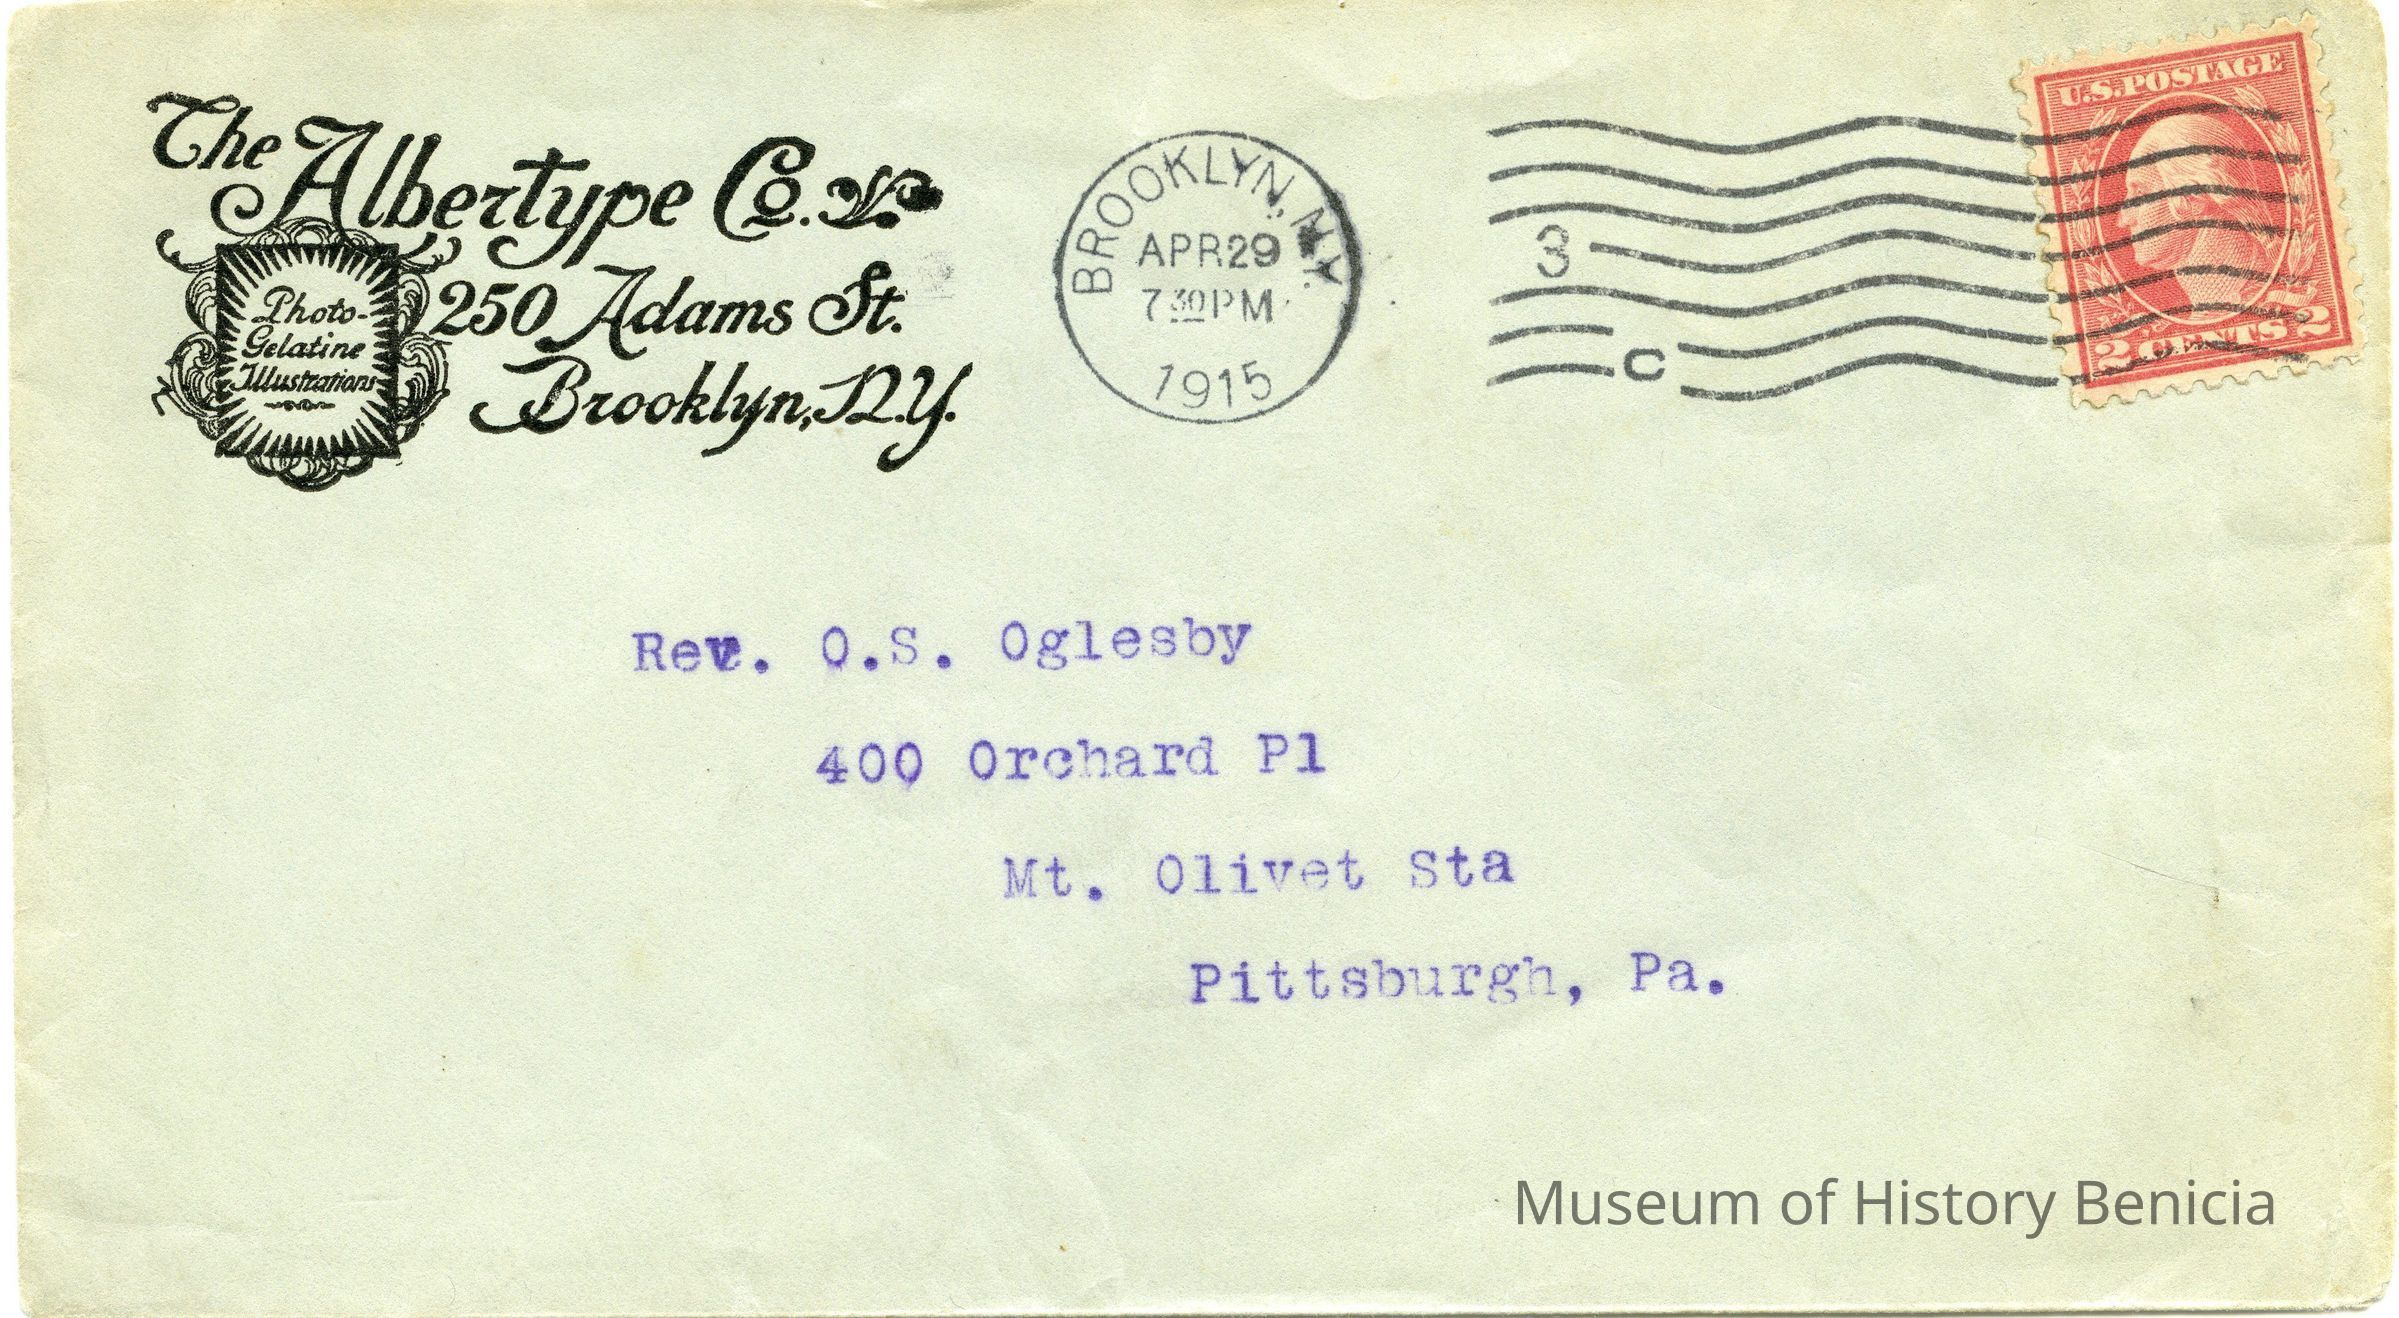 The Albertype Co.
Photo-
Gelatine
Illustrations
250 Adams St.
Brooklyn, N.Y.
BROOKLYN, N.Y.
APR 29
7 30 PM
1915
3
C
U.S. POSTAGE
2 CENTS 2
Rev. O.S. Oglesby
400 Orchard Pl
Mt. Olivet Sta
Pittsburgh, Pa.
Museum of History Benicia